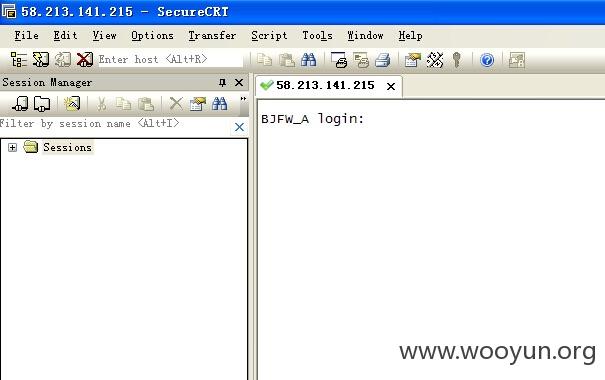 58.213.141.215 - SecureCRT
File Edit View Options Transfer Script Tools Window Help
Enter host <Alt+R>
Session Manager
58.213.141.215
Filter by session name <Alt+I>
BJFW_A login:
Sessions
www.wooyun.org